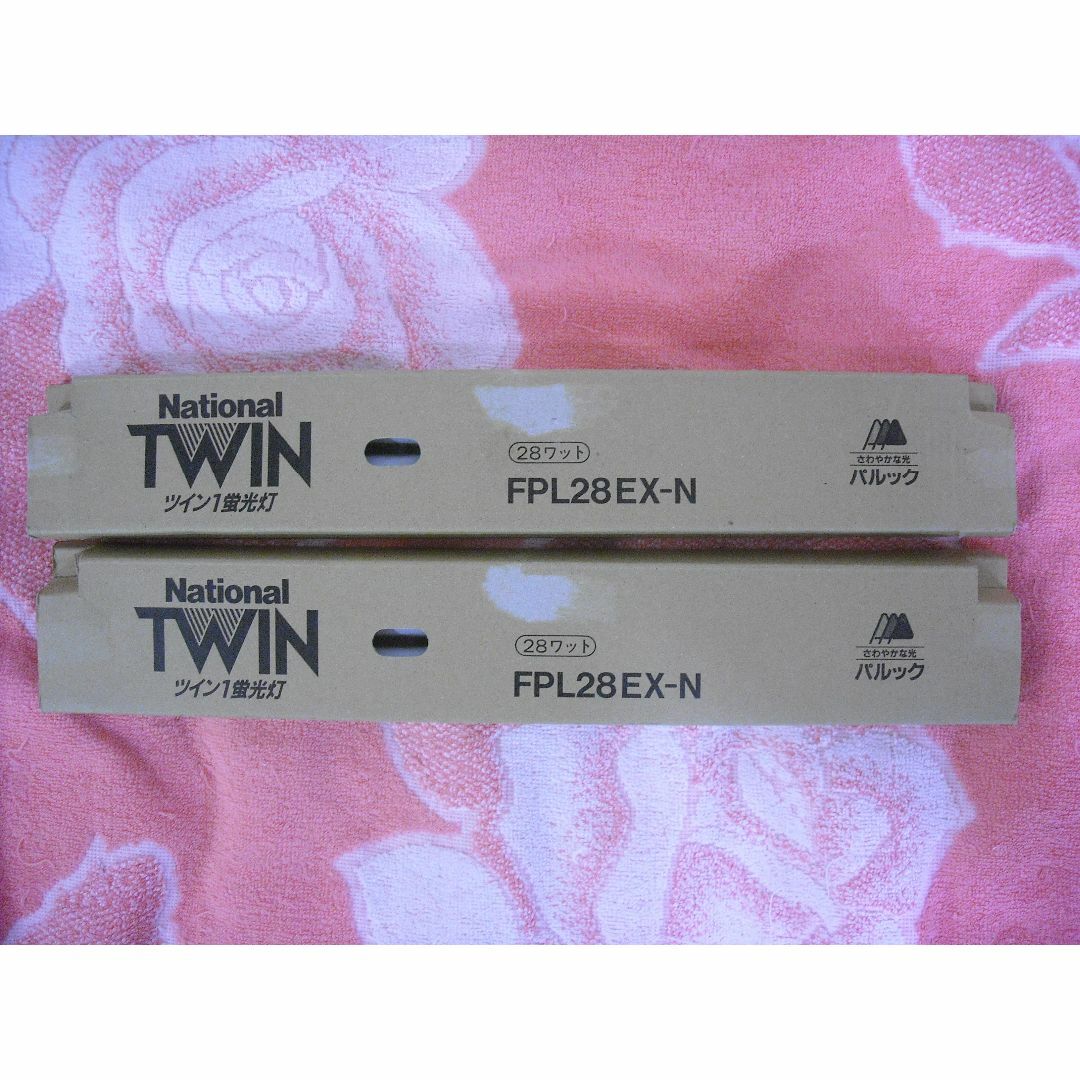 National
TWIN
ツイン1蛍光灯
28ワット
FPL28EX-N
さわやかな光
パルック
National
TWIN
ツイン1蛍光灯
28ワット
FPL28EX-N
さわやかな光
パルック